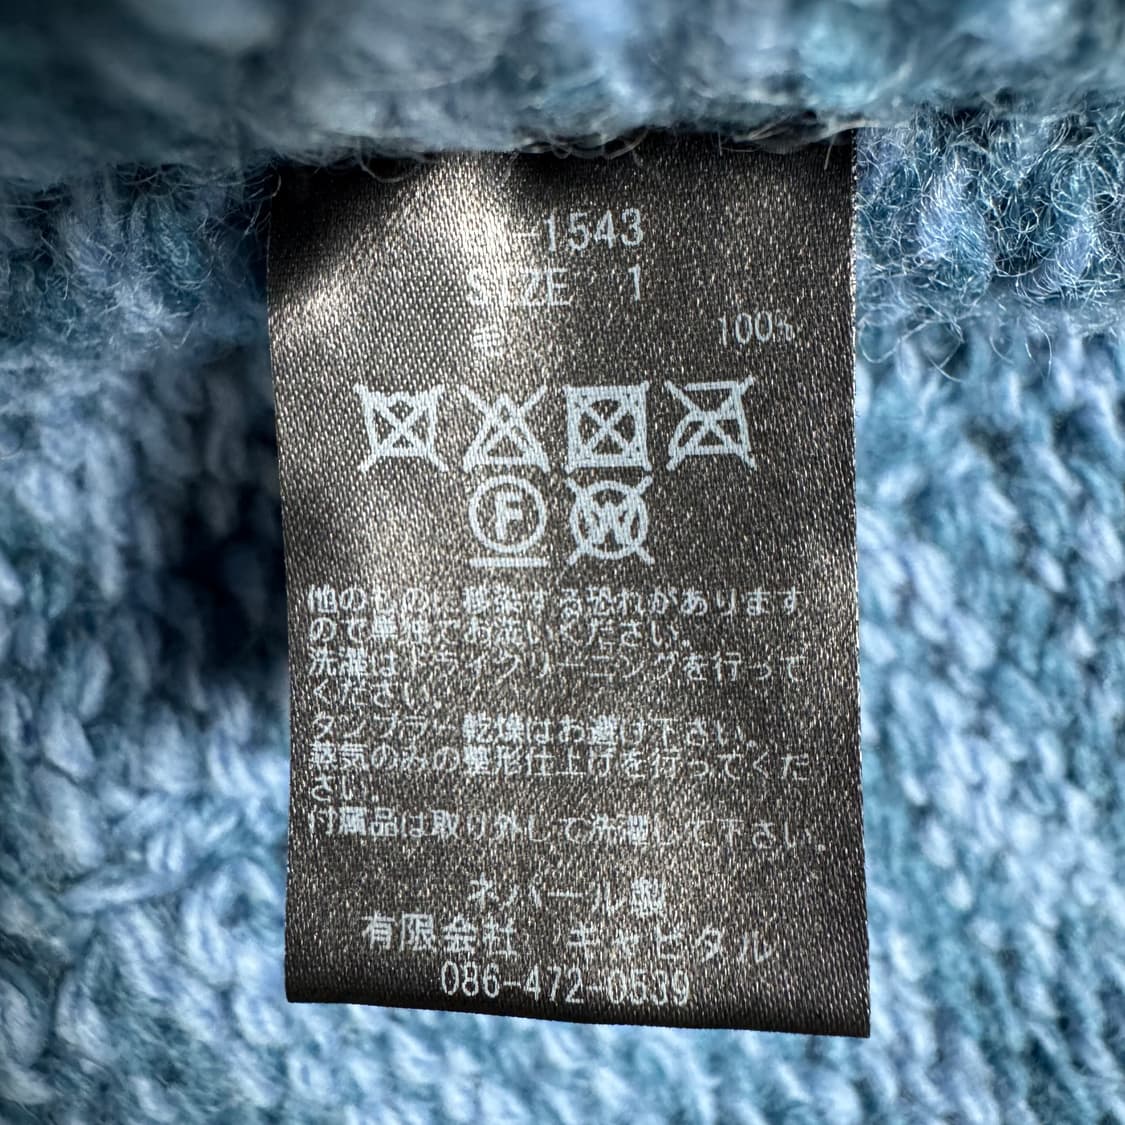 -1543
SIZE 1
毛 100%
F W
他のものに移染する恐れがあります
ので単独でお洗いください。
洗濯はドライクリーニングを行って
ください。
タンブラー乾燥はお避け下さい。
蒸気のみの整形仕上げを行ってくだ
さい。
付属品は取り外して洗濯して下さい。
ネパール製
有限会社 キャピタル
086-472-0539